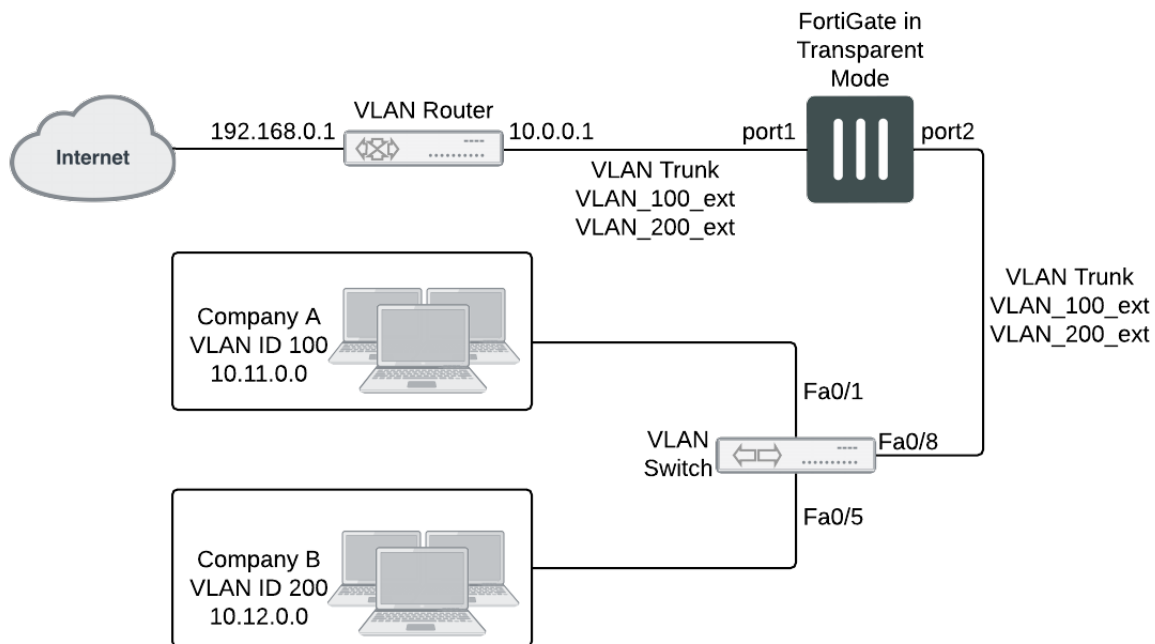 FortiGate in
Transparent
Mode
VLAN Router
192.168.0.1
10.0.0.1
port1
port2
Internet
VLAN Trunk
VLAN_100_ext
VLAN_200_ext
VLAN Trunk
VLAN_100_ext
VLAN_200_ext
Company A
VLAN ID 100
10.11.0.0
Fa0/1
VLAN
Switch
Fa0/8
Fa0/5
Company B
VLAN ID 200
10.12.0.0